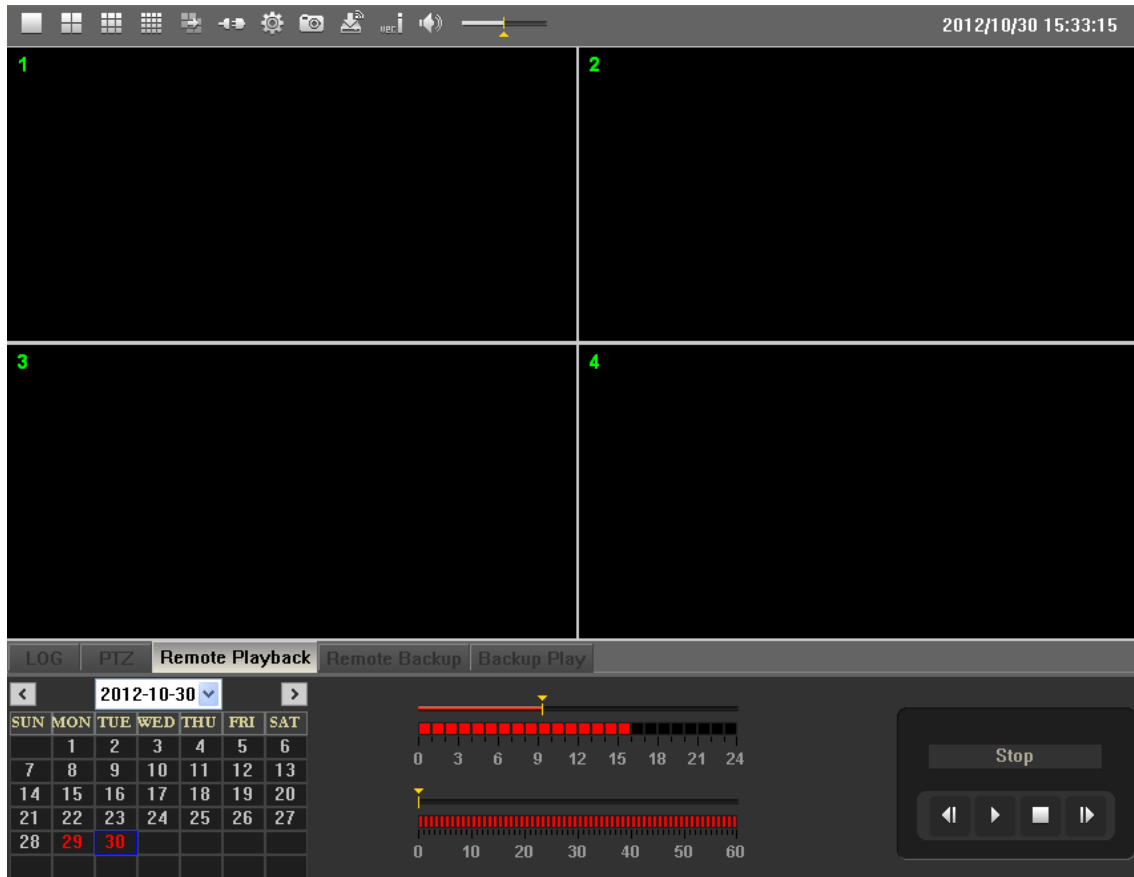 ver. i 2012/10/30 15:33:15
1 2
3 4
LOG PTZ Remote Playback Remote Backup Backup Play
< 2012-10-30 >
SUN MON TUE WED THU FRI SAT
1 2 3 4 5 6
7 8 9 10 11 12 13
14 15 16 17 18 19 20
21 22 23 24 25 26 27
28 29 30
0 3 6 9 12 15 18 21 24
0 10 20 30 40 50 60
Stop